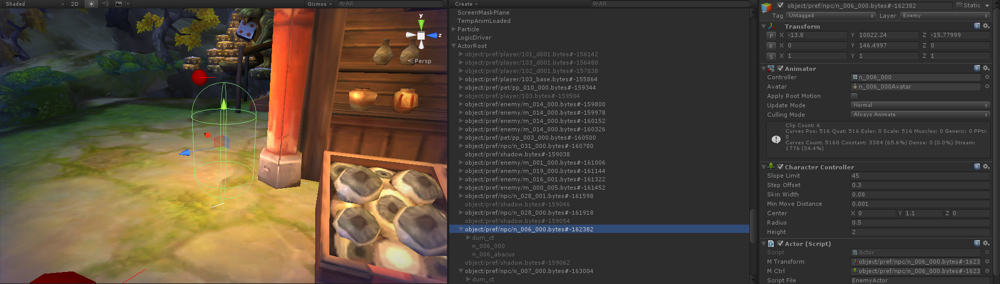 Shaded 2D Gizmos All
y
z
Persp
Create All
ScreenMaskPlane
TempAnimLoaded
Particle
LogicDriver
ActorRoot
object/pref/player/101_d001.bytes#-156142
object/pref/player/103_d001.bytes#-156480
object/pref/player/102_d001.bytes#-157838
object/pref/player/103_base.bytes#-155864
object/pref/pet/pp_010_000.bytes#-159344
object/pref/player/103.bytes#-159504
object/pref/enemy/m_014_000.bytes#-159800
object/pref/enemy/m_014_000.bytes#-159978
object/pref/enemy/m_014_000.bytes#-160152
object/pref/enemy/m_014_000.bytes#-160326
object/pref/pet/pp_003_000.bytes#-160500
object/pref/npc/n_031_000.bytes#-160780
object/pref/shadow.bytes#-159038
object/pref/enemy/m_001_000.bytes#-161006
object/pref/enemy/m_019_000.bytes#-161144
object/pref/enemy/m_016_001.bytes#-161322
object/pref/enemy/m_000_005.bytes#-161452
object/pref/npc/n_028_001.bytes#-161598
object/pref/shadow.bytes#-159046
object/pref/npc/n_028_000.bytes#-161918
object/pref/shadow.bytes#-159054
object/pref/npc/n_006_000.bytes#-162382
dum_ct
n_006_000
n_006_abacus
object/pref/shadow.bytes#-159062
object/pref/npc/n_007_000.bytes#-163004
dum_ct
object/pref/npc/n_006_000.bytes#-162382 Static
Tag Untagged Layer Enemy
Transform
P X -13.8 Y 10022.24 Z -15.77999
R X 0 Y 146.4997 Z 0
S X 1 Y 1 Z 1
Animator
Controller n_006_000
Avatar n_006_000Avatar
Apply Root Motion
Update Mode Normal
Culling Mode Always Animate
Clip Count: 6
Curves Pos: 516 Quat: 516 Euler: 0 Scale: 516 Muscles: 0 Generic: 0 PPtr:
0
Curves Count: 5160 Constant: 3384 (65.6%) Dense: 0 (0.0%) Stream:
1776 (34.4%)
Character Controller
Slope Limit 45
Step Offset 0.3
Skin Width 0.08
Min Move Distance 0.001
Center X 0 Y 1.1 Z 0
Radius 0.5
Height 2
Actor (Script)
Script Actor
M Transform object/pref/npc/n_006_000.bytes#-1623
M Ctrl object/pref/npc/n_006_000.bytes#-1623
Script File EnemyActor